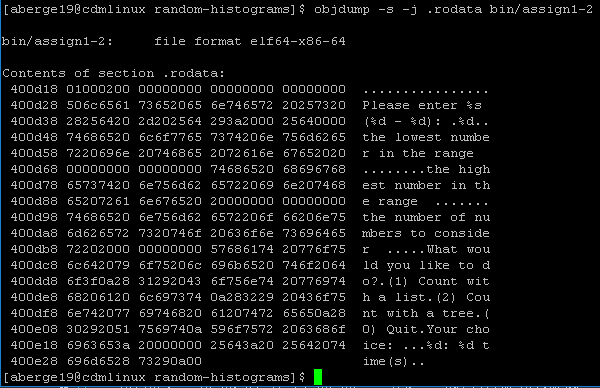 [aberge19@cdmlinux random-histograms]$ objdump -s -j .rodata bin/assign1-2
bin/assign1-2:     file format elf64-x86-64
Contents of section .rodata:
400d18 01000200 00000000 00000000 00000000  ................
400d28 506c6561 73652065 6e746572 20257320  Please enter %s
400d38 28256420 2d202564 293a2000 25640000  (%d - %d): .%d..
400d48 74686520 6c6f7765 7374206e 756d6265  the lowest numbe
400d58 7220696e 20746865 2072616e 67652020  r in the range
400d68 00000000 00000000 74686520 68696768  ........the high
400d78 65737420 6e756d62 65722069 6e207468  est number in th
400d88 65207261 6e676520 20000000 00000000  e range  .......
400d98 74686520 6e756d62 6572206f 66206e75  the number of nu
400da8 6d626572 7320746f 20636f6e 73696465  mbers to conside
400db8 72202000 00000000 57686174 20776f75  r  .....What wou
400dc8 6c642079 6f75206c 696b6520 746f2064  ld you like to d
400dd8 6f3f0a28 31292043 6f756e74 20776974  o?.(1) Count wit
400de8 68206120 6c697374 0a283229 20436f75  h a list.(2) Cou
400df8 6e742077 69746820 61207472 65650a28  nt with a tree.(
400e08 30292051 7569740a 596f7572 2063686f  0) Quit.Your cho
400e18 6963653a 20000000 25643a20 25642074  ice: ...%d: %d t
400e28 696d6528 73290a00                    ime(s)..
[aberge19@cdmlinux random-histograms]$